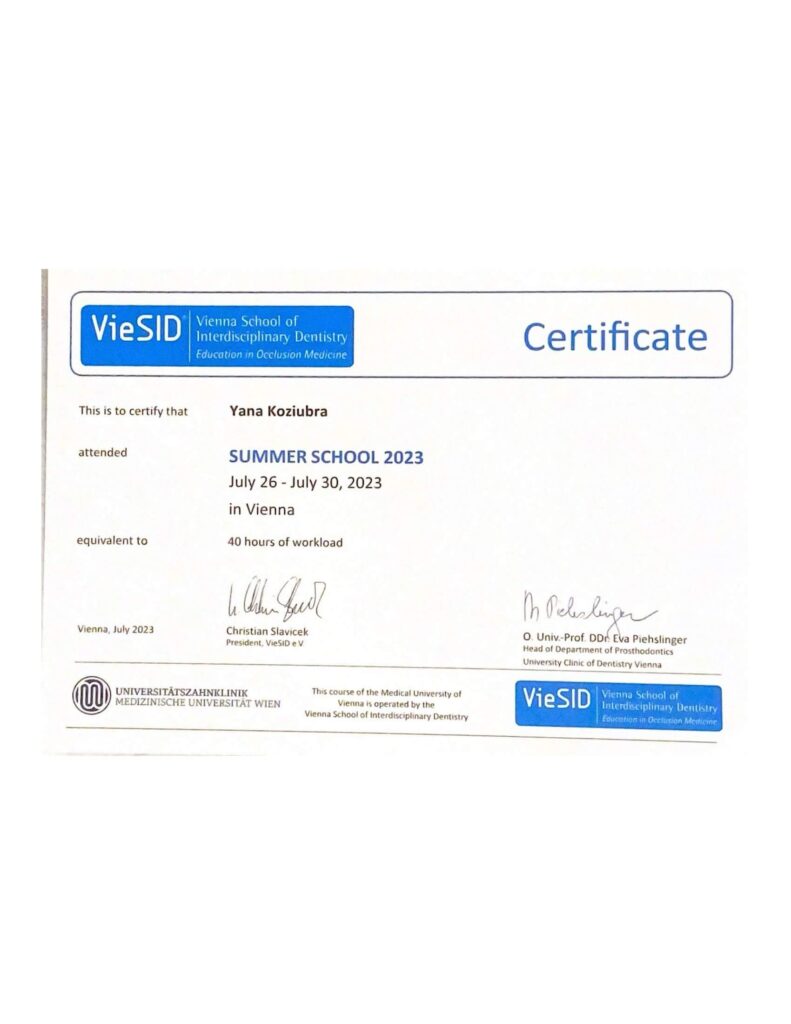 VieSID® Vienna School of
Interdisciplinary Dentistry
Education in Occlusion Medicine
Certificate
This is to certify that Yana Koziubra
attended SUMMER SCHOOL 2023
July 26 - July 30, 2023
in Vienna
equivalent to 40 hours of workload
Vienna, July 2023
Christian Slavicek
President, VieSID e V
M Piehslinger
O. Univ.-Prof. DDr. Eva Piehslinger
Head of Department of Prosthodontics
University Clinic of Dentistry Vienna
UNIVERSITÄTSZAHNKLINIK
MEDIZINISCHE UNIVERSITÄT WIEN
This course of the Medical University of
Vienna is operated by the
Vienna School of Interdisciplinary Dentistry
VieSID Vienna School of
Interdisciplinary Dentistry
Education in Occlusion Medicine